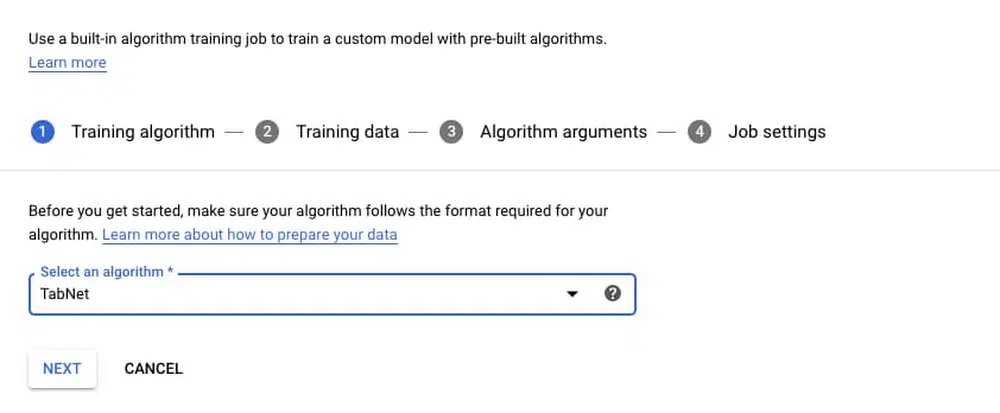 Use a built-in algorithm training job to train a custom model with pre-built algorithms.
Learn more
1 Training algorithm — 2 Training data — 3 Algorithm arguments — 4 Job settings
Before you get started, make sure your algorithm follows the format required for your
algorithm. Learn more about how to prepare your data
Select an algorithm *
TabNet ?
NEXT CANCEL